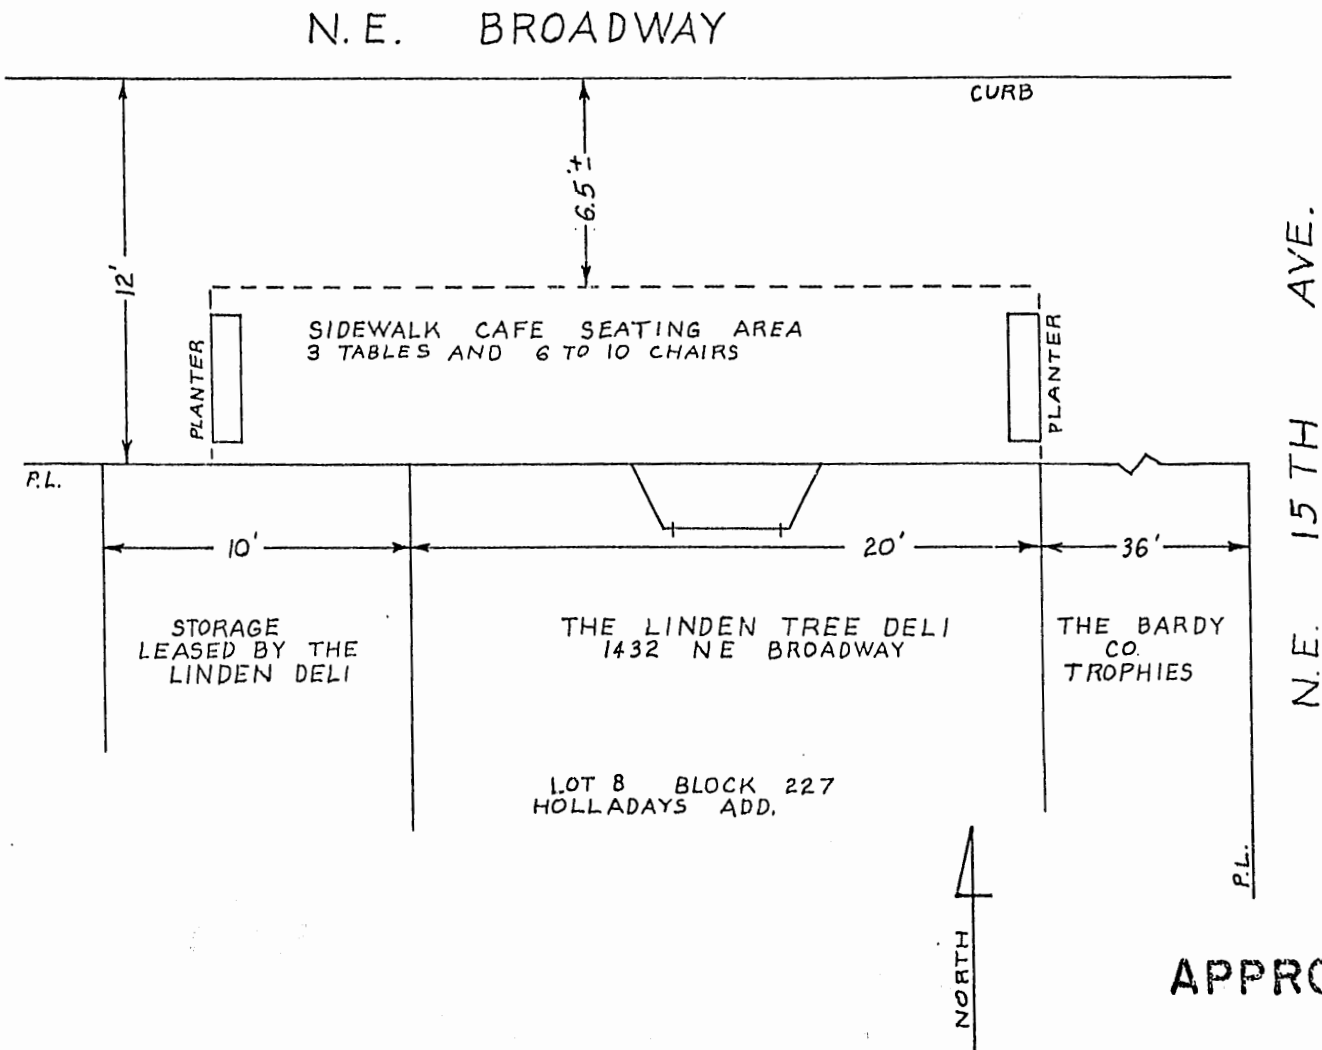 N.E. BROADWAY
CURB
6.5'±
12'
SIDEWALK CAFE SEATING AREA
3 TABLES AND 6 TO 10 CHAIRS
PLANTER
PLANTER
P.L.
10'
20'
36'
STORAGE
LEASED BY THE
LINDEN DELI
THE LINDEN TREE DELI
1432 NE BROADWAY
THE BARDY
CO.
TROPHIES
N.E. 15TH AVE.
LOT 8 BLOCK 227
HOLLADAYS ADD.
P.L.
NORTH